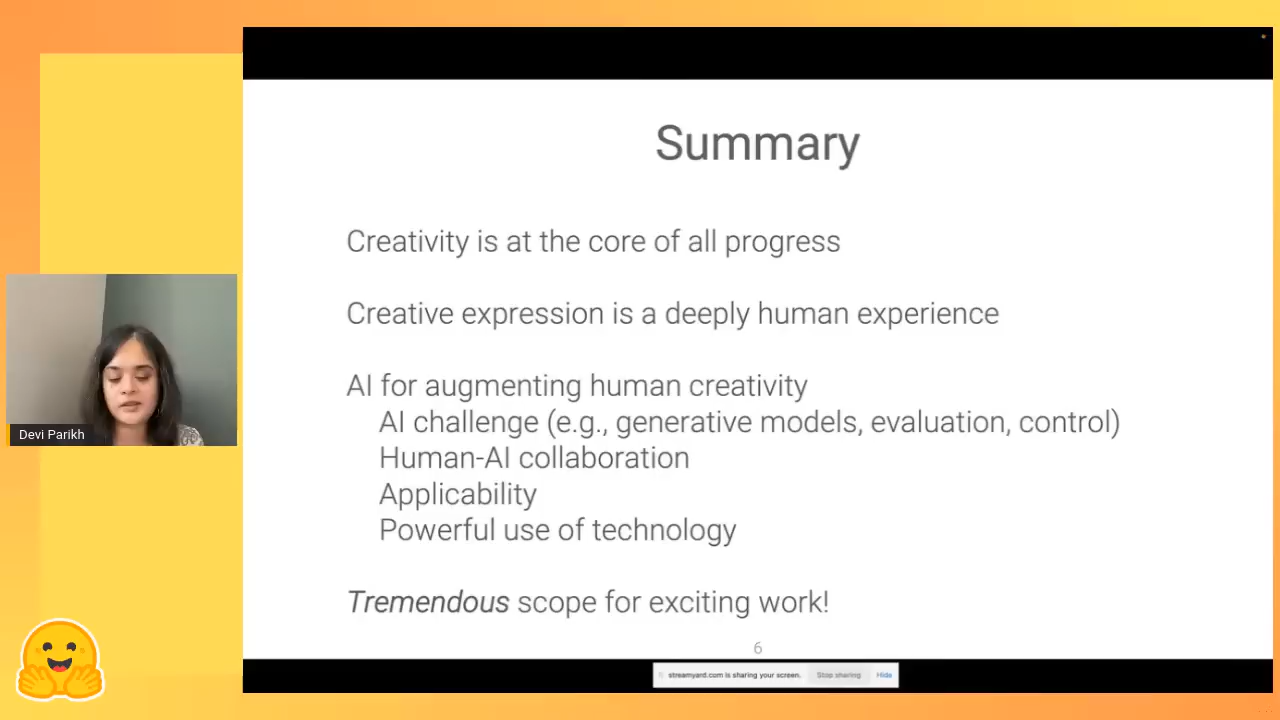 Summary
Creativity is at the core of all progress
Creative expression is a deeply human experience
AI for augmenting human creativity
AI challenge (e.g., generative models, evaluation, control)
Human-AI collaboration
Applicability
Powerful use of technology
Tremendous scope for exciting work!
6
Devi Parikh
streamyard.com is sharing your screen.
Stop sharing
Hide